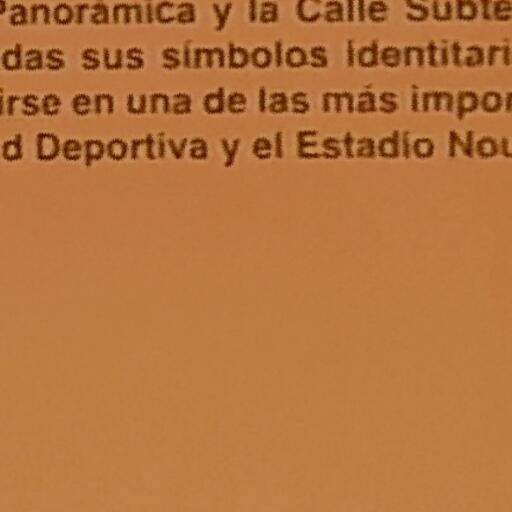 Panorámica y la Calle Subte
das sus símbolos identitari
irse en una de las más impor
d Deportiva y el Estadio Nou